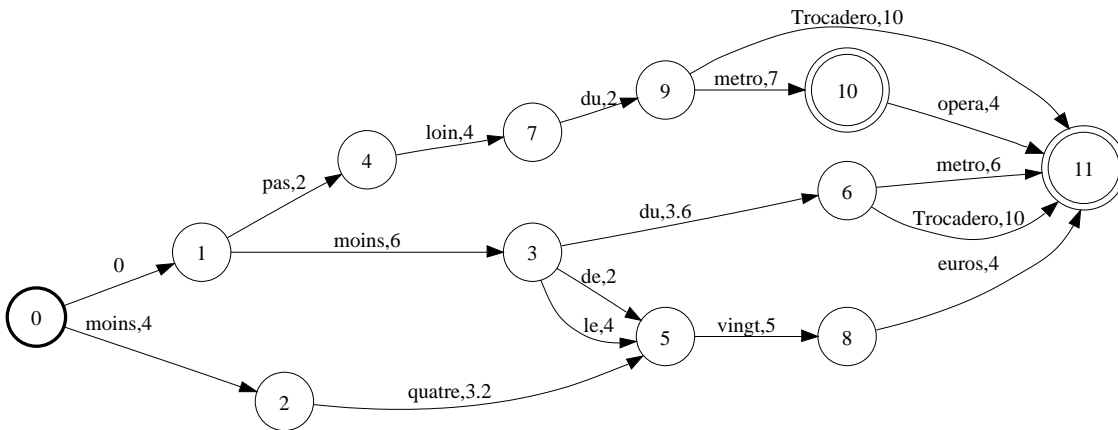 Trocadero,10
metro,7
9
10
du,2
opera,4
loin,4
7
4
11
metro,6
pas,2
6
du,3.6
Trocadero,10
moins,6
1
3
0
de,2
euros,4
0
moins,4
le,4
vingt,5
5
8
quatre,3.2
2